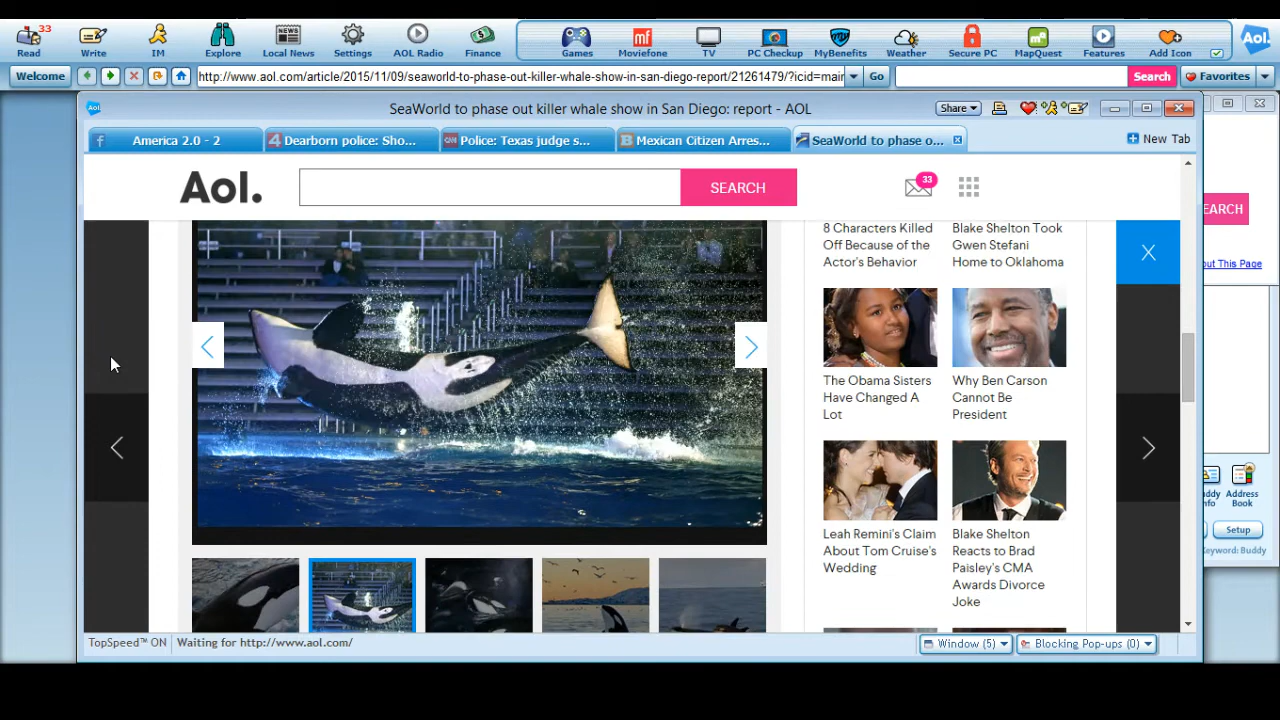 33
Read
Write
IM
Explore
Local News
NEWS
Settings
AOL Radio
Finance
Games
mf
Moviefone
TV
PC Checkup
MyBenefits
Weather
Secure PC
m
MapQuest
Features
Add Icon
Aol.
Welcome
http://www.aol.com/article/2015/11/09/seaworld-to-phase-out-killer-whale-show-in-san-diego-report/21261479/?icid=mair
Go
Search
Favorites
Aol.
SeaWorld to phase out killer whale show in San Diego: report - AOL
Share
America 2.0 - 2
Dearborn police: Sho...
Police: Texas judge s...
Mexican Citizen Arres...
SeaWorld to phase o...
New Tab
Aol.
SEARCH
33
EARCH
8 Characters Killed
Off Because of the
Actor's Behavior
Blake Shelton Took
Gwen Stefani
Home to Oklahoma
X
out This Page
The Obama Sisters
Have Changed A
Lot
Why Ben Carson
Cannot Be
President
Leah Remini's Claim
About Tom Cruise's
Wedding
Blake Shelton
Reacts to Brad
Paisley's CMA
Awards Divorce
Joke
uddy
nfo
Address
Book
Setup
Keyword: Buddy
TopSpeed™ ON
Waiting for http://www.aol.com/
Window (5)
Blocking Pop-ups (0)